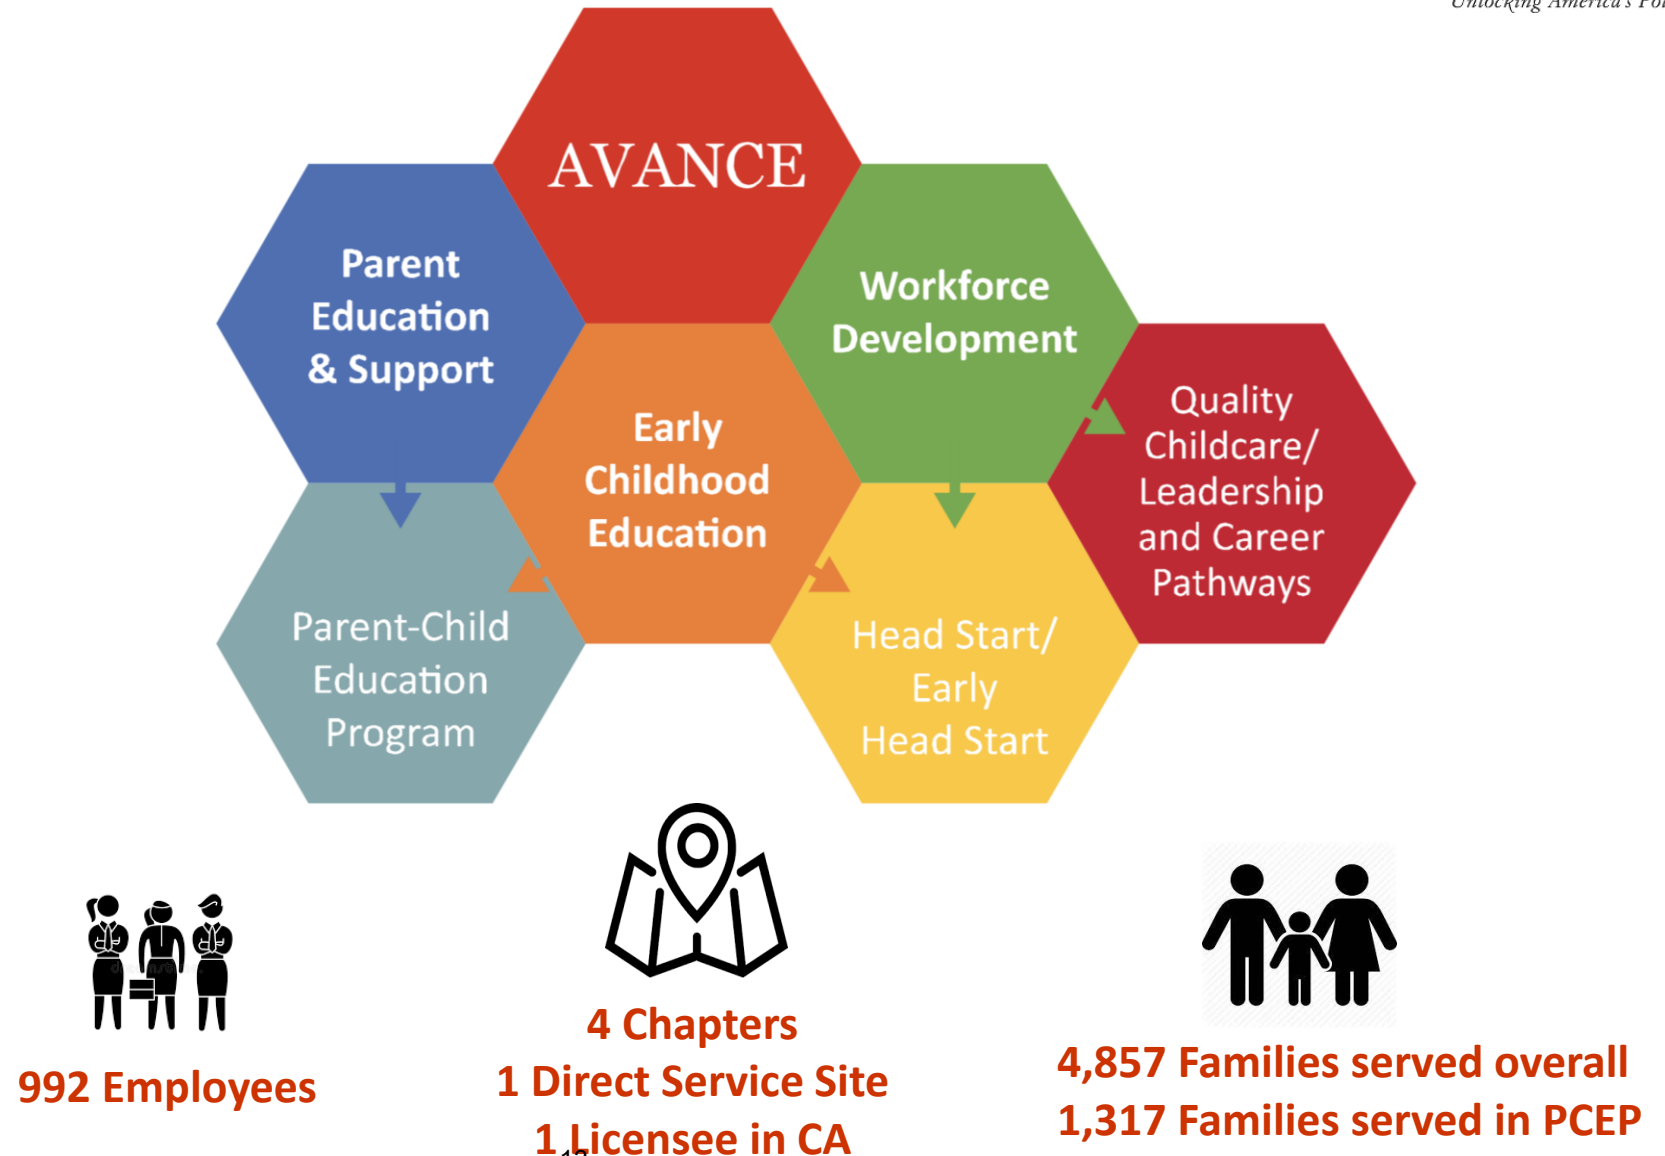 Unlocking America's
AVANCE
Parent
Education
& Support
Workforce
Development
Early
Childhood
Education
Quality
Childcare/
Leadership
and Career
Pathways
Parent-Child
Education
Program
Head Start/
Early
Head Start
992 Employees
4 Chapters
1 Direct Service Site
1 Licensee in CA
4,857 Families served overall
1,317 Families served in PCEP